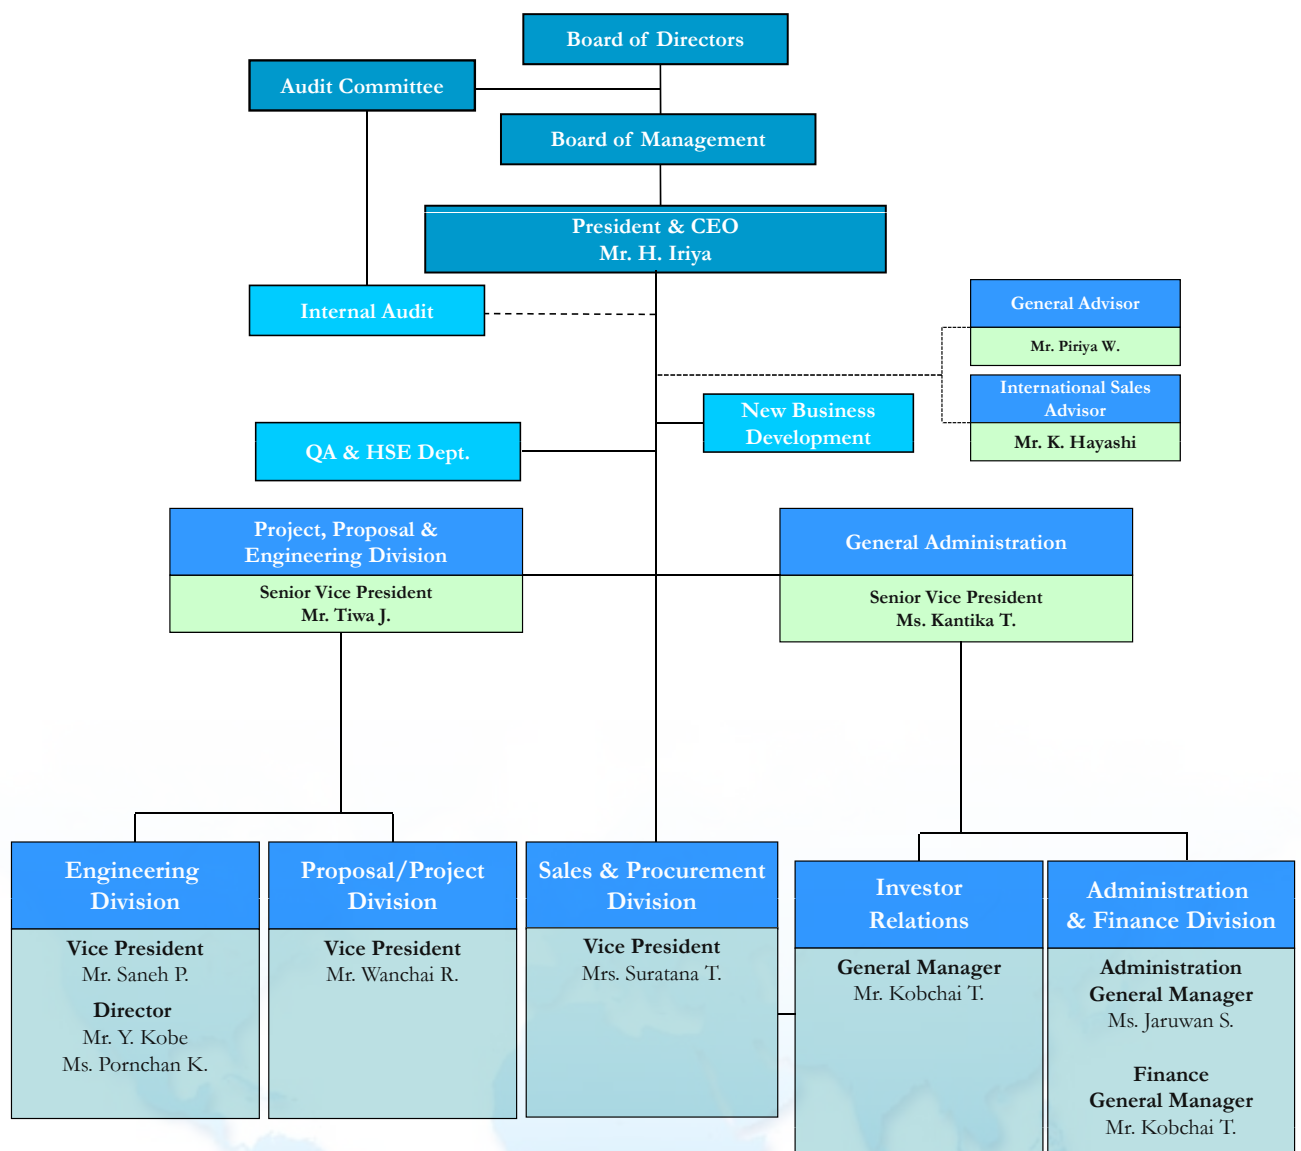 Board of Directors
Audit Committee
Board of Management
President & CEO
Mr. H. Iriya
Internal Audit
General Advisor
Mr. Piriya W.
International Sales
Advisor
Mr. K. Hayashi
New Business
Development
QA & HSE Dept.
Project, Proposal &
Engineering Division
Senior Vice President
Mr. Tiwa J.
General Administration
Senior Vice President
Ms. Kantika T.
Engineering
Division
Vice President
Mr. Saneh P.
Director
Mr. Y. Kobe
Ms. Pornchan K.
Proposal/Project
Division
Vice President
Mr. Wanchai R.
Sales & Procurement
Division
Vice President
Mrs. Suratana T.
Investor
Relations
General Manager
Mr. Kobchai T.
Administration
& Finance Division
Administration
General Manager
Ms. Jaruwan S.
Finance
General Manager
Mr. Kobchai T.